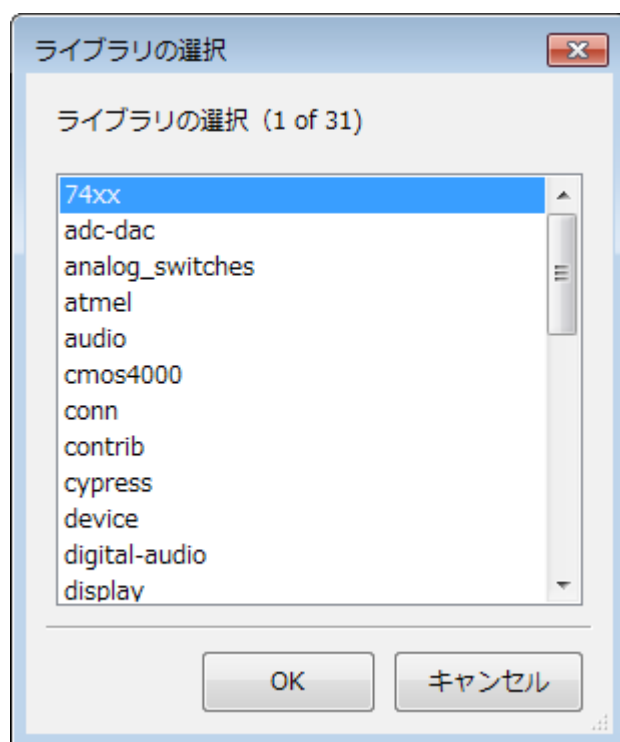 ライブラリの選択
ライブラリの選択 (1 of 31)
74xx
adc-dac
analog_switches
atmel
audio
cmos4000
conn
contrib
cypress
device
digital-audio
display
OK
キャンセル